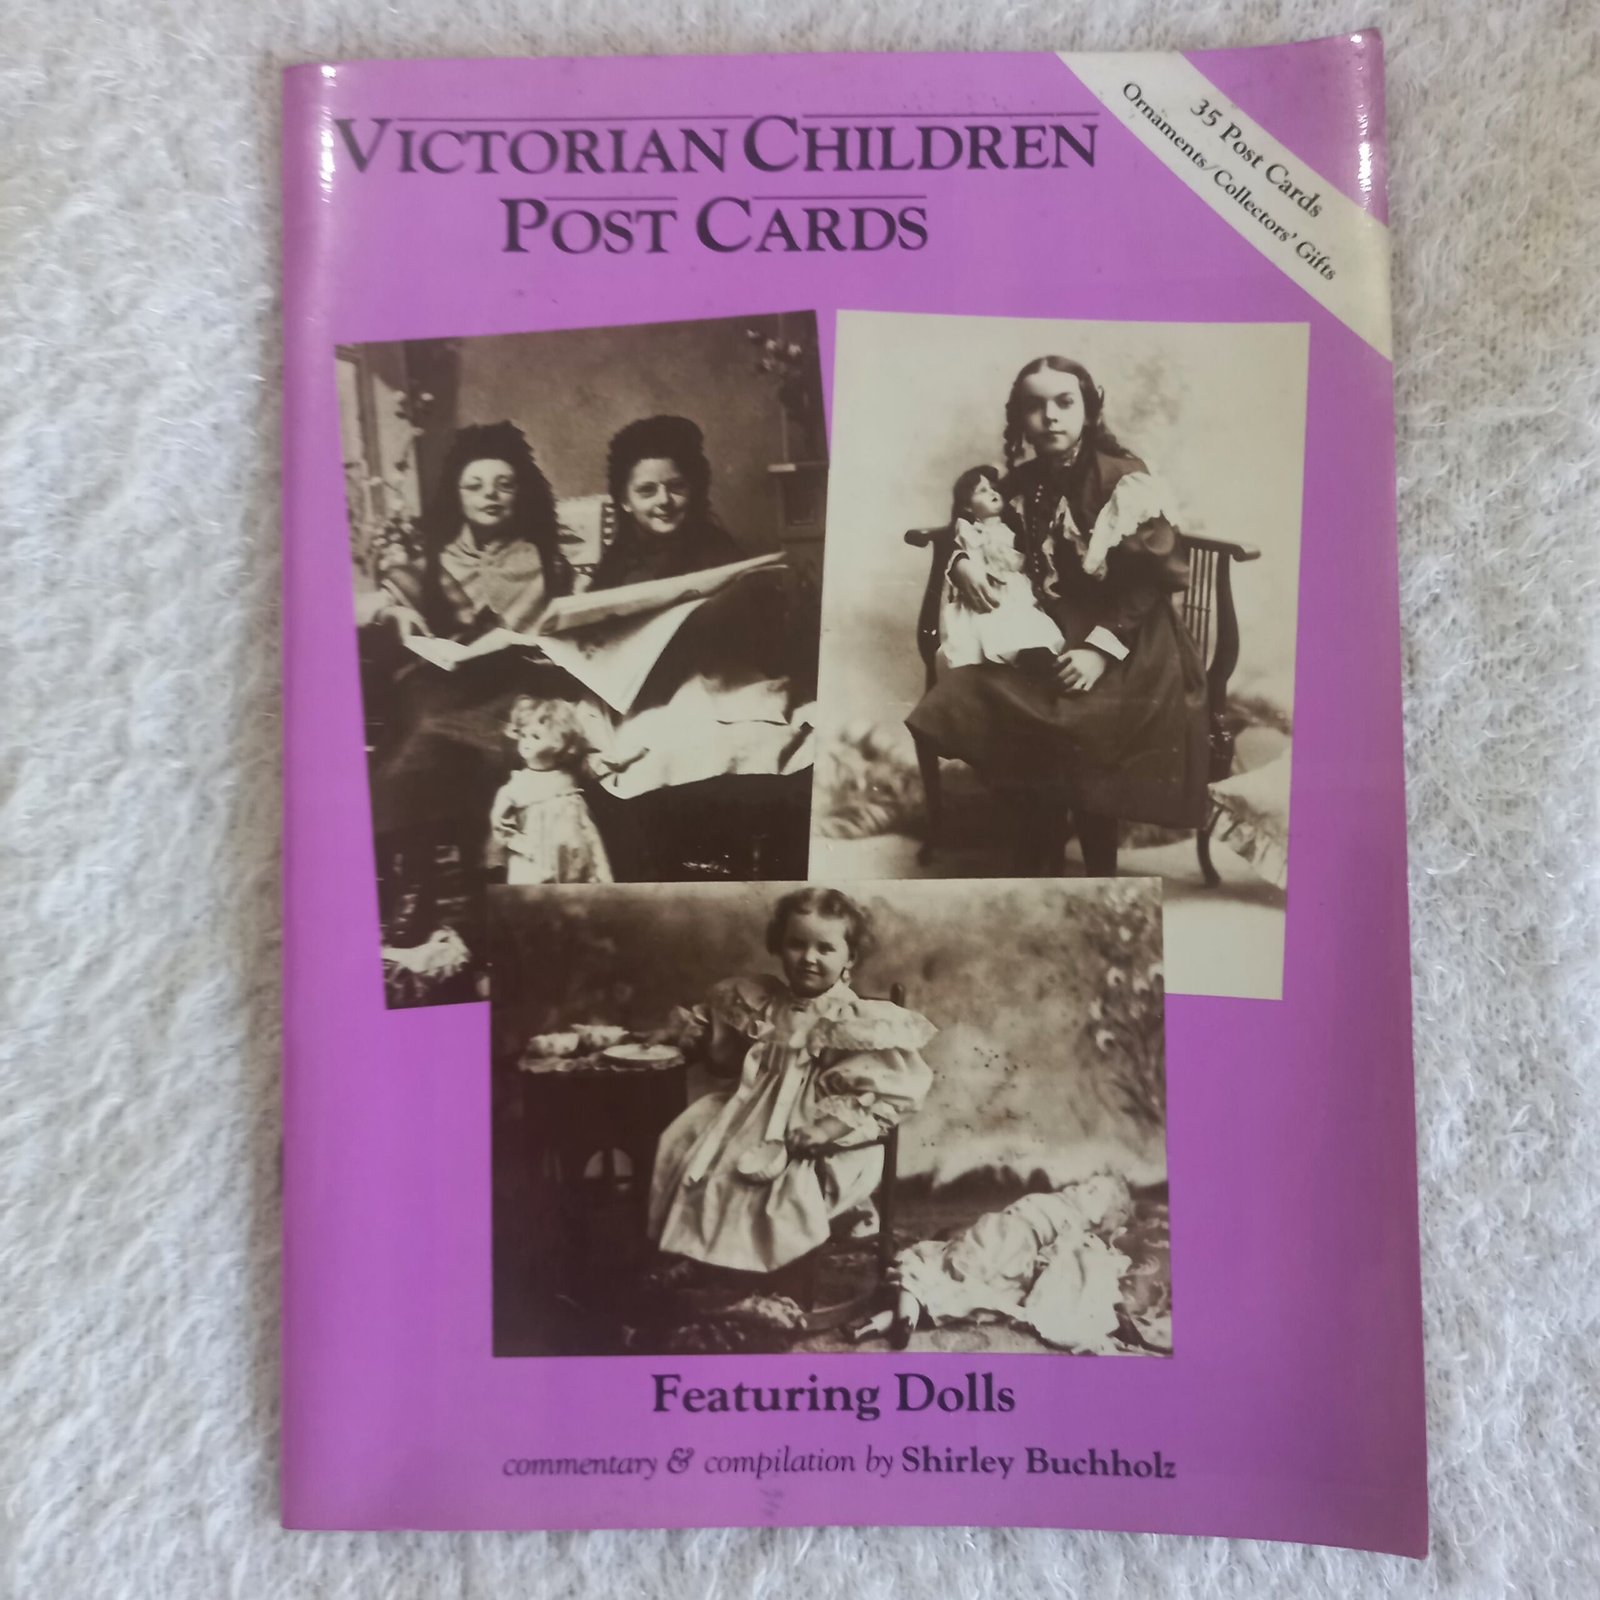 VICTORIAN CHILDREN
POST CARDS
35 Post Cards
Ornaments/Collectors' Gifts
Featuring Dolls
commentary & compilation by Shirley Buchholz